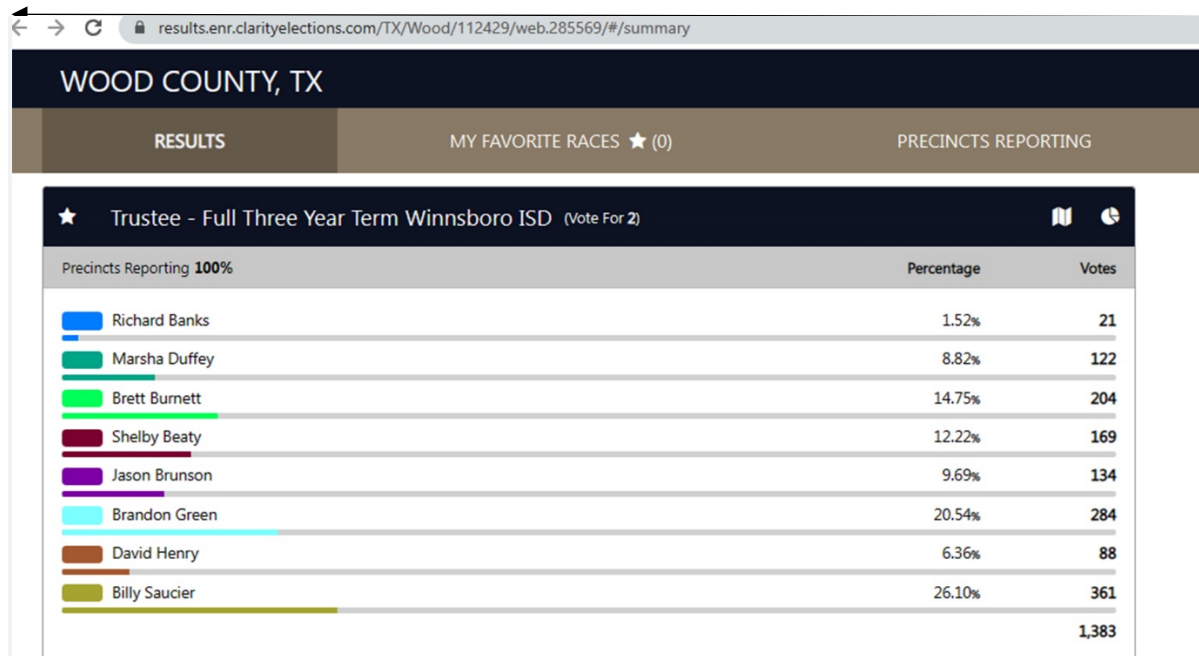 results.enr.clarityelections.com/TX/Wood/112429/web.285569/#/summary
WOOD COUNTY, TX
RESULTS MY FAVORITE RACES ★ (0) PRECINCTS REPORTING
★ Trustee - Full Three Year Term Winnsboro ISD (Vote For 2)
Precincts Reporting 100% Percentage Votes
Richard Banks 1.52% 21
Marsha Duffey 8.82% 122
Brett Burnett 14.75% 204
Shelby Beaty 12.22% 169
Jason Brunson 9.69% 134
Brandon Green 20.54% 284
David Henry 6.36% 88
Billy Saucier 26.10% 361
1,383